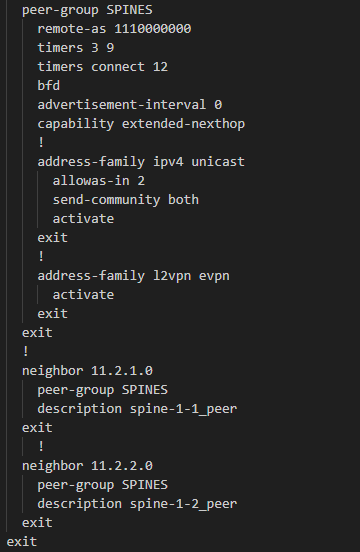 peer-group SPINES
remote-as 1110000000
timers 3 9
timers connect 12
bfd
advertisement-interval 0
capability extended-nexthop
!
address-family ipv4 unicast
allowas-in 2
send-community both
activate
exit
!
address-family l2vpn evpn
activate
exit
exit
!
neighbor 11.2.1.0
peer-group SPINES
description spine-1-1_peer
exit
!
neighbor 11.2.2.0
peer-group SPINES
description spine-1-2_peer
exit
exit